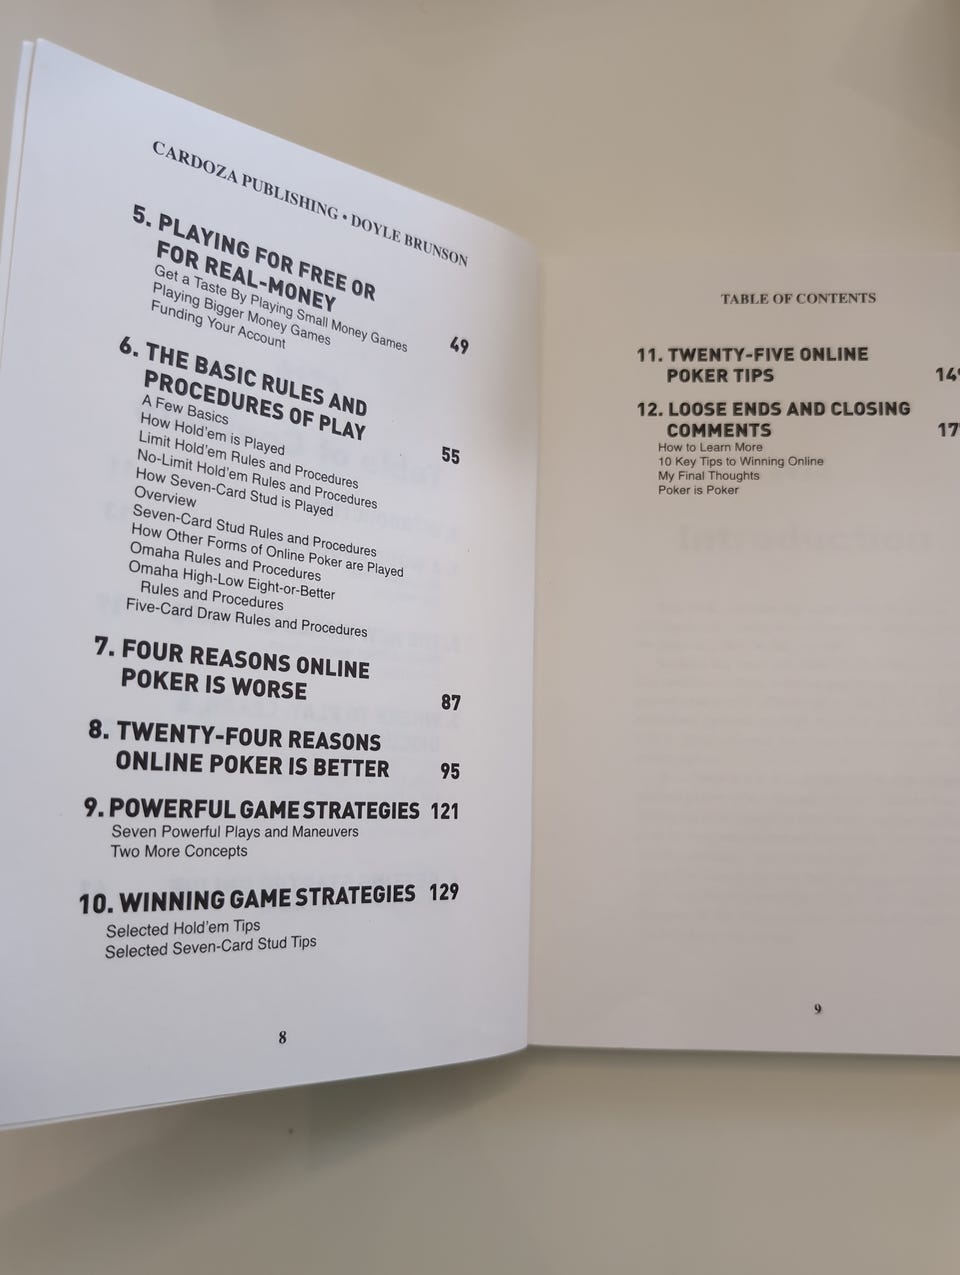 CARDOZA PUBLISHING • DOYLE BRUNSON
5. PLAYING FOR FREE OR
FOR REAL-MONEY 49
Get a Taste By Playing Small Money Games
Playing Bigger Money Games
Funding Your Account
6. THE BASIC RULES AND
PROCEDURES OF PLAY 55
A Few Basics
How Hold'em is Played
Limit Hold'em Rules and Procedures
No-Limit Hold'em Rules and Procedures
How Seven-Card Stud is Played
Overview
Seven-Card Stud Rules and Procedures
How Other Forms of Online Poker are Played
Omaha Rules and Procedures
Omaha High-Low Eight-or-Better
Rules and Procedures
Five-Card Draw Rules and Procedures
7. FOUR REASONS ONLINE
POKER IS WORSE 87
8. TWENTY-FOUR REASONS
ONLINE POKER IS BETTER 95
9. POWERFUL GAME STRATEGIES 121
Seven Powerful Plays and Maneuvers
Two More Concepts
10. WINNING GAME STRATEGIES 129
Selected Hold'em Tips
Selected Seven-Card Stud Tips
8
TABLE OF CONTENTS
11. TWENTY-FIVE ONLINE
POKER TIPS
12. LOOSE ENDS AND CLOSING
COMMENTS
How to Learn More
10 Key Tips to Winning Online
My Final Thoughts
Poker is Poker
9